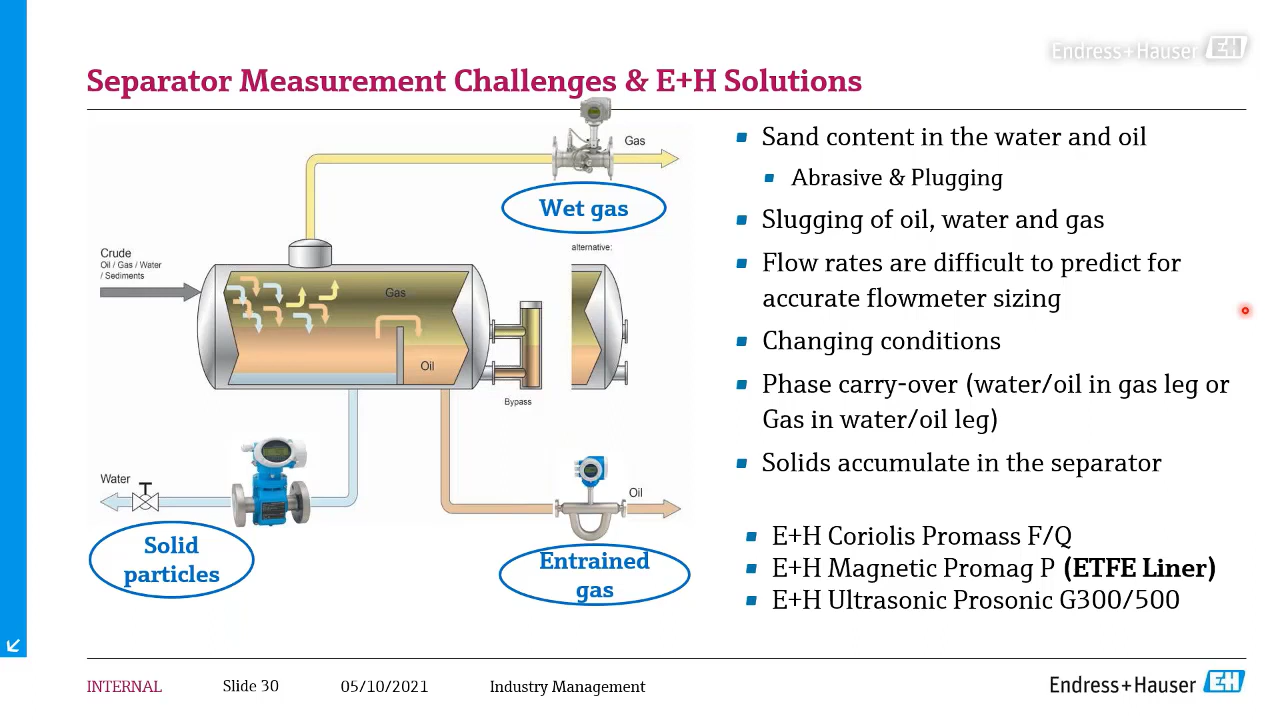 Endress+Hauser EH
Separator Measurement Challenges & E+H Solutions
Gas
Wet gas
Crude
Oil / Gas / Water
/ Sediments
alternative:
Gas
Oil
Bypass
Water
Oil
Solid
particles
Entrained
gas
Sand content in the water and oil
Abrasive & Plugging
Slugging of oil, water and gas
Flow rates are difficult to predict for
accurate flowmeter sizing
Changing conditions
Phase carry-over (water/oil in gas leg or
Gas in water/oil leg)
Solids accumulate in the separator
E+H Coriolis Promass F/Q
E+H Magnetic Promag P (ETFE Liner)
E+H Ultrasonic Prosonic G300/500
INTERNAL Slide 30 05/10/2021 Industry Management
Endress+Hauser EH